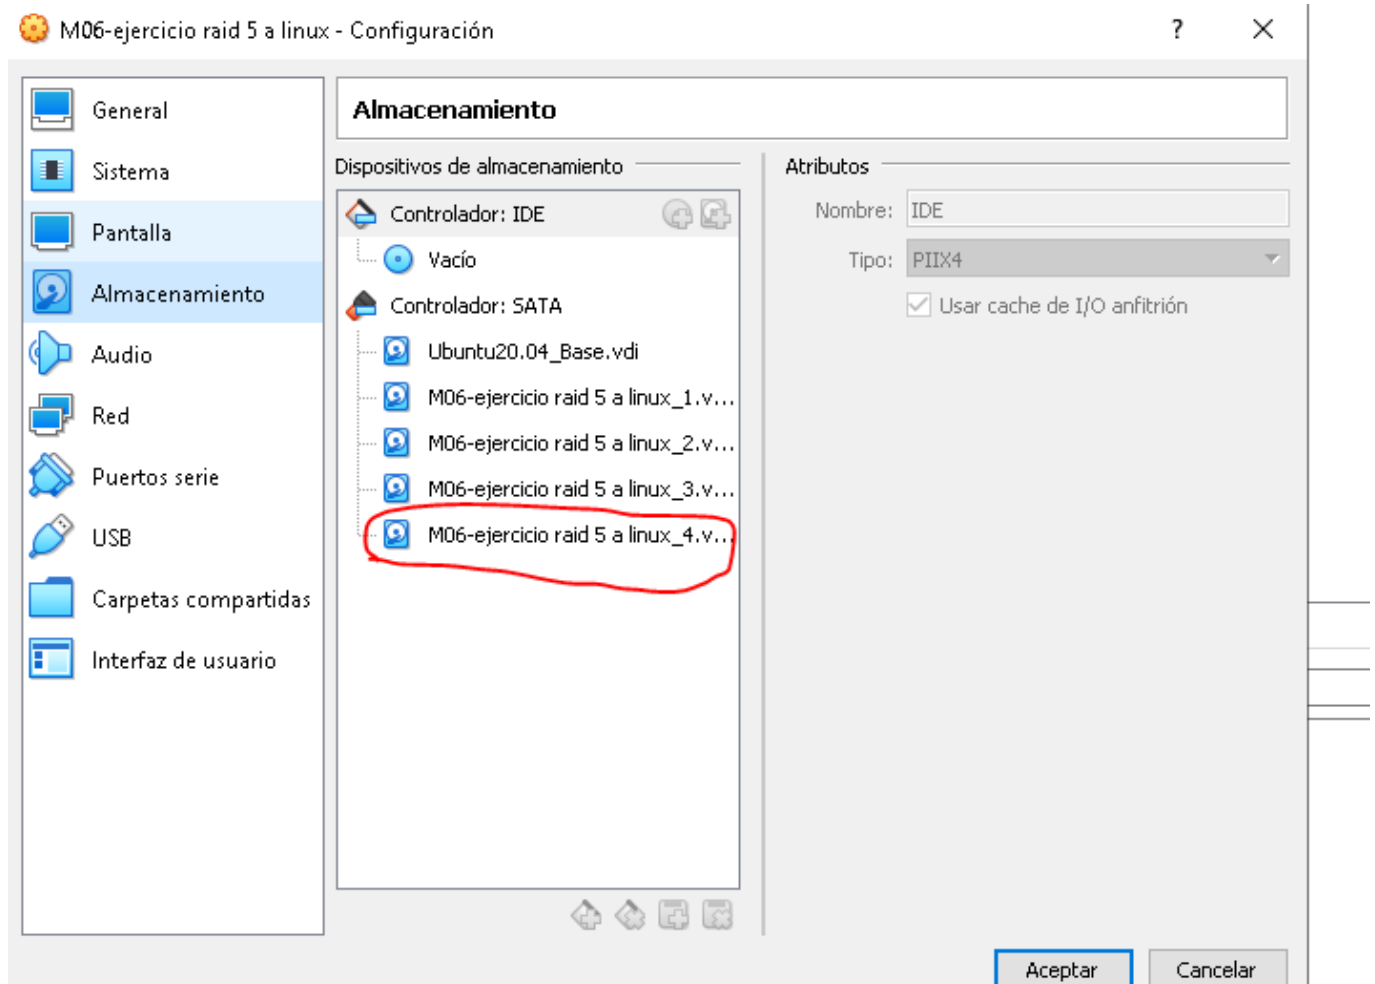 M06-ejercicio raid 5 a linux - Configuración
?
General
Sistema
Pantalla
Almacenamiento
Audio
Red
Puertos serie
USB
Carpetas compartidas
Interfaz de usuario
Almacenamiento
Dispositivos de almacenamiento
Controlador: IDE
Vacío
Controlador: SATA
Ubuntu20.04_Base.vdi
M06-ejercicio raid 5 a linux_1.v...
M06-ejercicio raid 5 a linux_2.v...
M06-ejercicio raid 5 a linux_3.v...
M06-ejercicio raid 5 a linux_4.v...
Atributos
Nombre: IDE
Tipo: PIIX4
Usar cache de I/O anfitrión
Aceptar
Cancelar